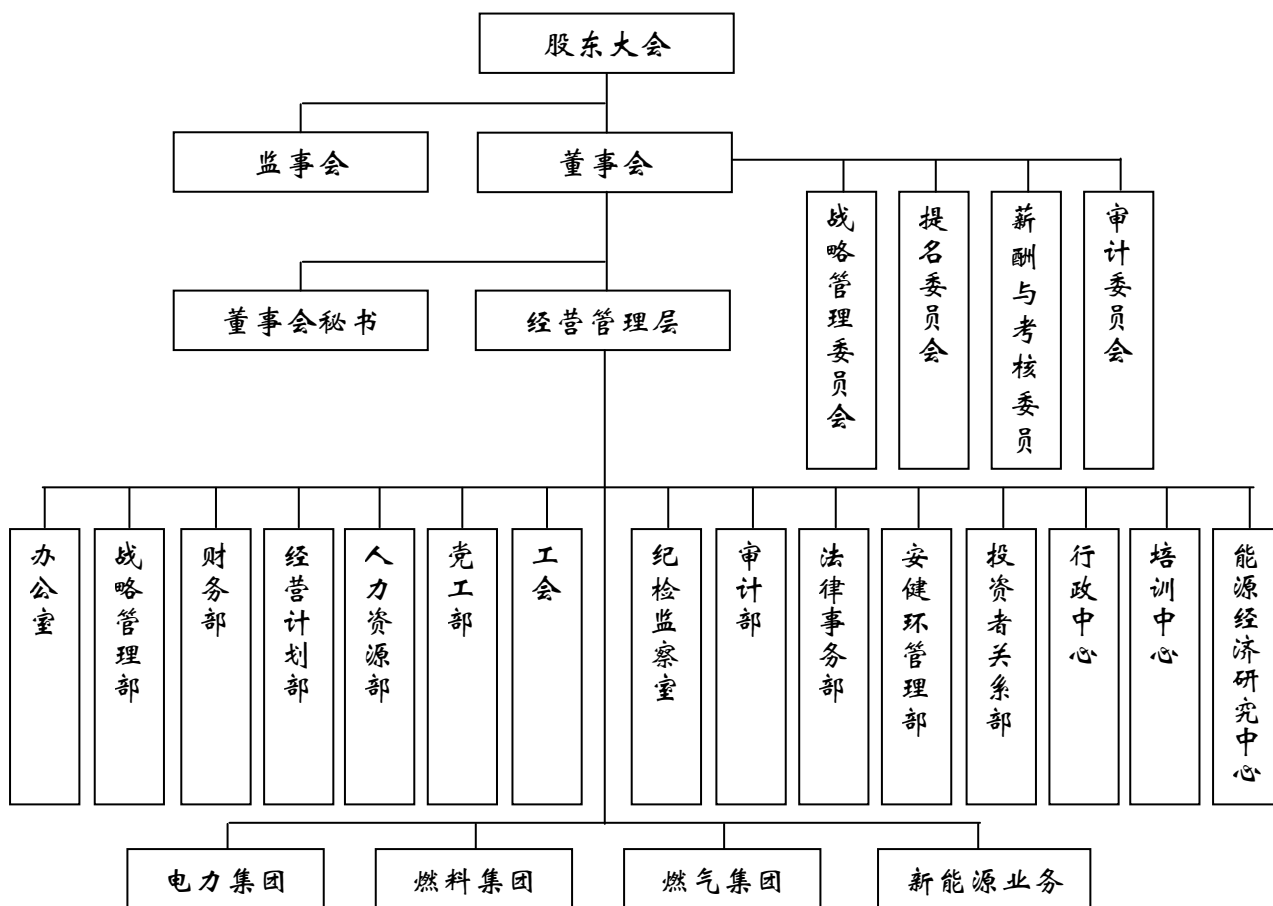 股东大会
监事会
董事会
战略管理委员会
提名委员会
薪酬与考核委员
审计委员会
董事会秘书
经营管理层
办公室
战略管理部
财务部
经营计划部
人力资源部
党工部
工会
纪检监察室
审计部
法律事务部
安健环管理部
投资者关系部
行政中心
培训中心
能源经济研究中心
电力集团
燃料集团
燃气集团
新能源业务